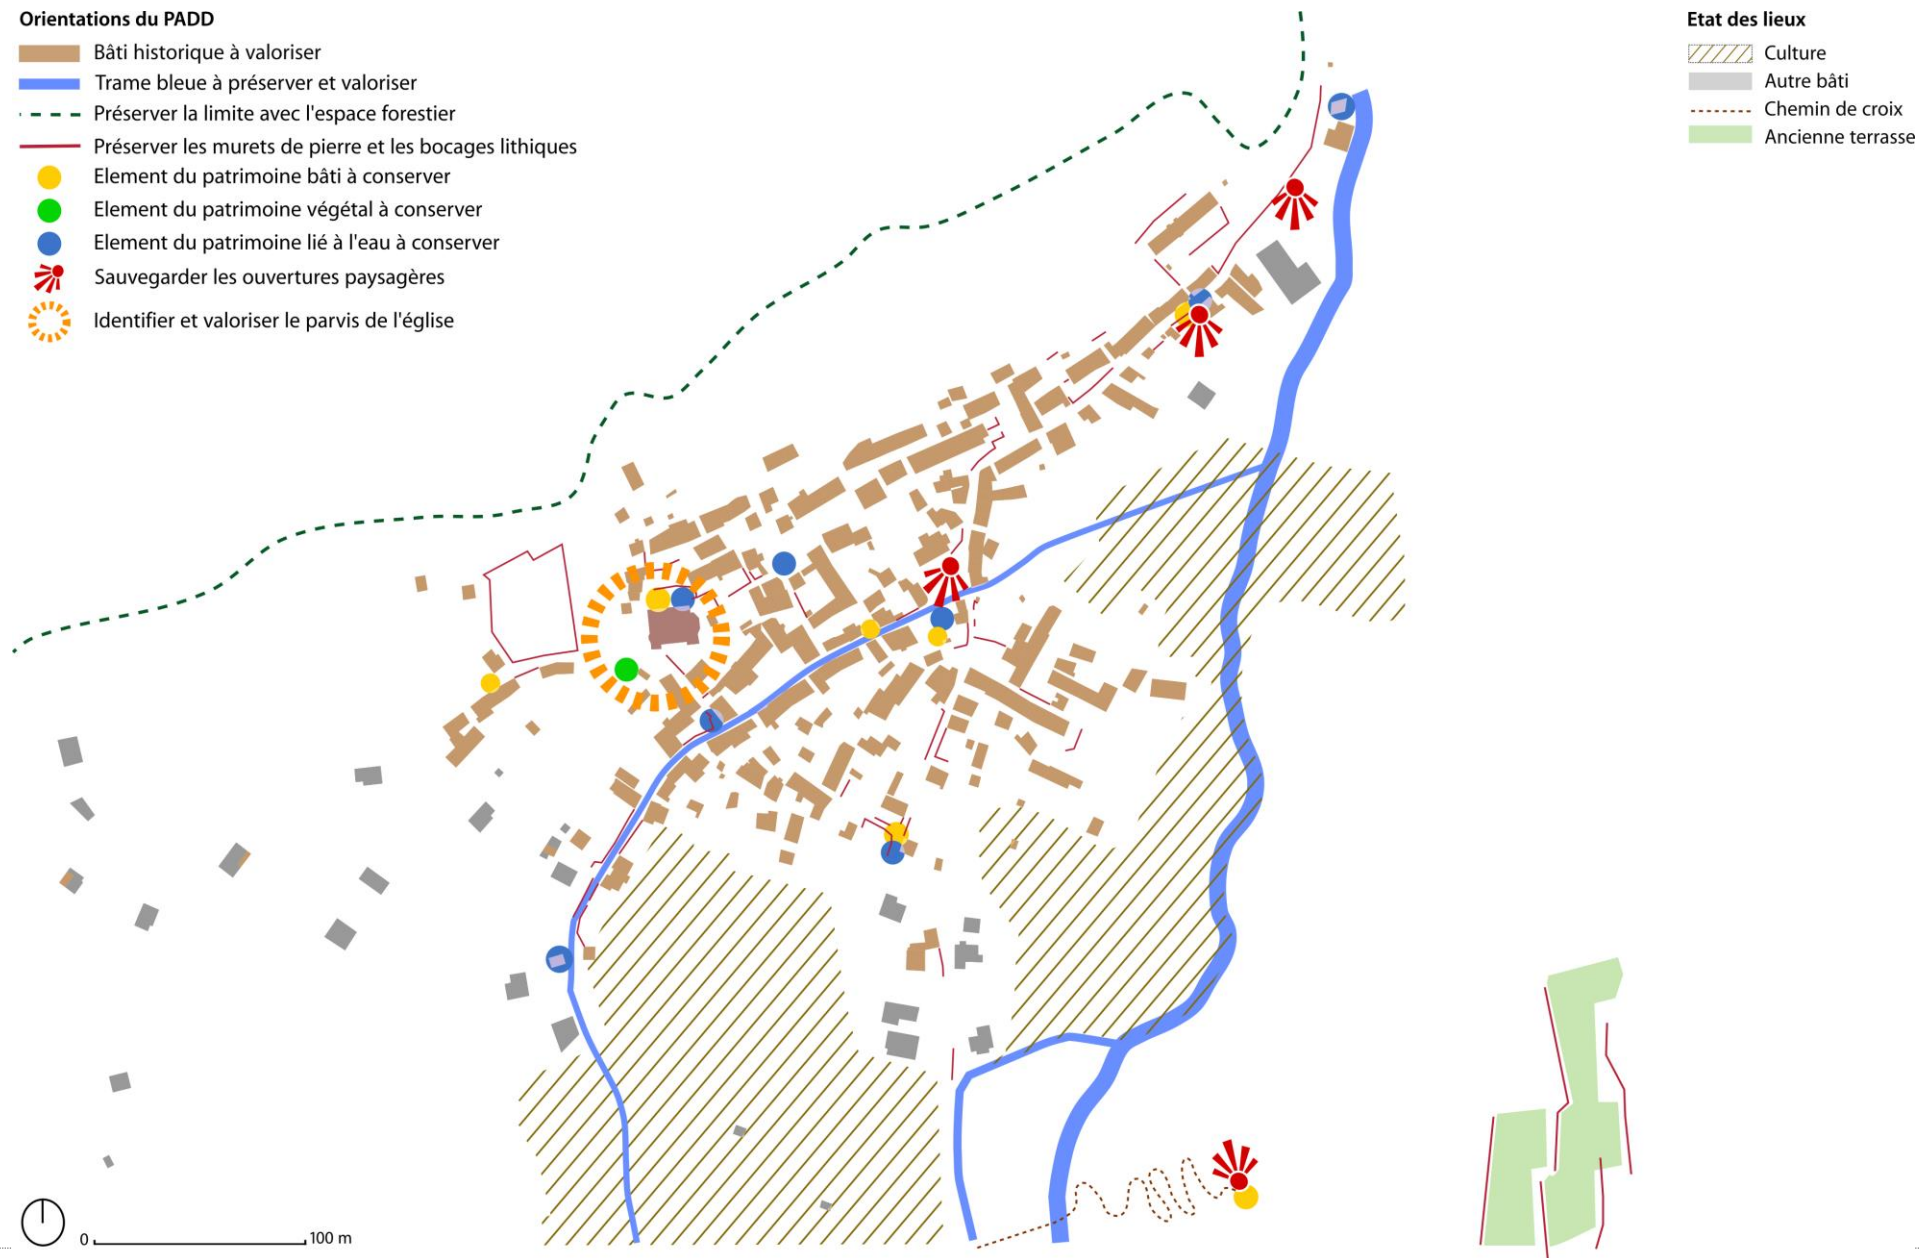 Orientations du PADD
Bâti historique à valoriser
Trame bleue à préserver et valoriser
Préserver la limite avec l'espace forestier
Préserver les murets de pierre et les bocages lithiques
Element du patrimoine bâti à conserver
Element du patrimoine végétal à conserver
Element du patrimoine lié à l'eau à conserver
Sauvegarder les ouvertures paysagères
Identifier et valoriser le parvis de l'église
Etat des lieux
Culture
Autre bâti
Chemin de croix
Ancienne terrasse
0 100 m